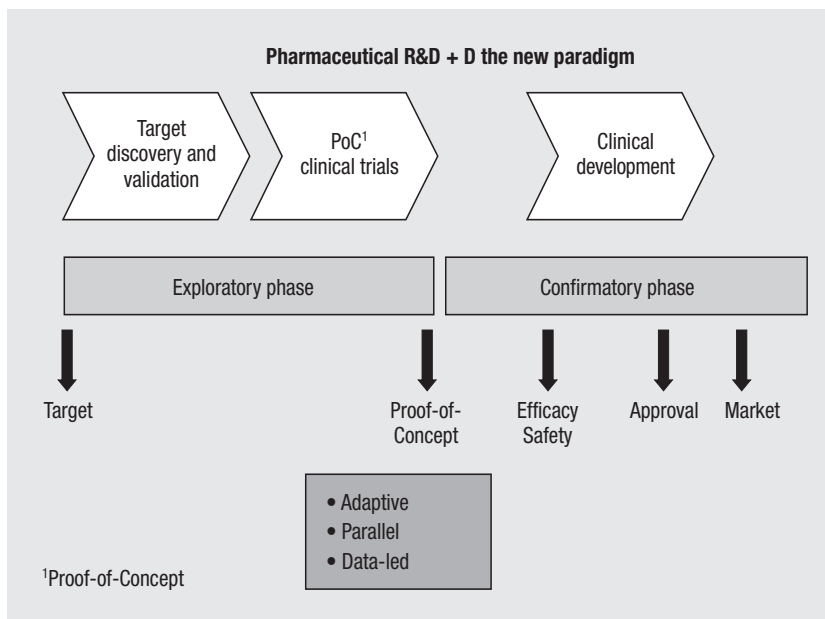 Pharmaceutical R&D + D the new paradigm
Target
discovery and
validation
PoC¹
clinical trials
Clinical
development
Exploratory phase
Confirmatory phase
Target
Proof-of-
Concept
Efficacy
Safety
Approval
Market
• Adaptive
• Parallel
• Data-led
¹Proof-of-Concept